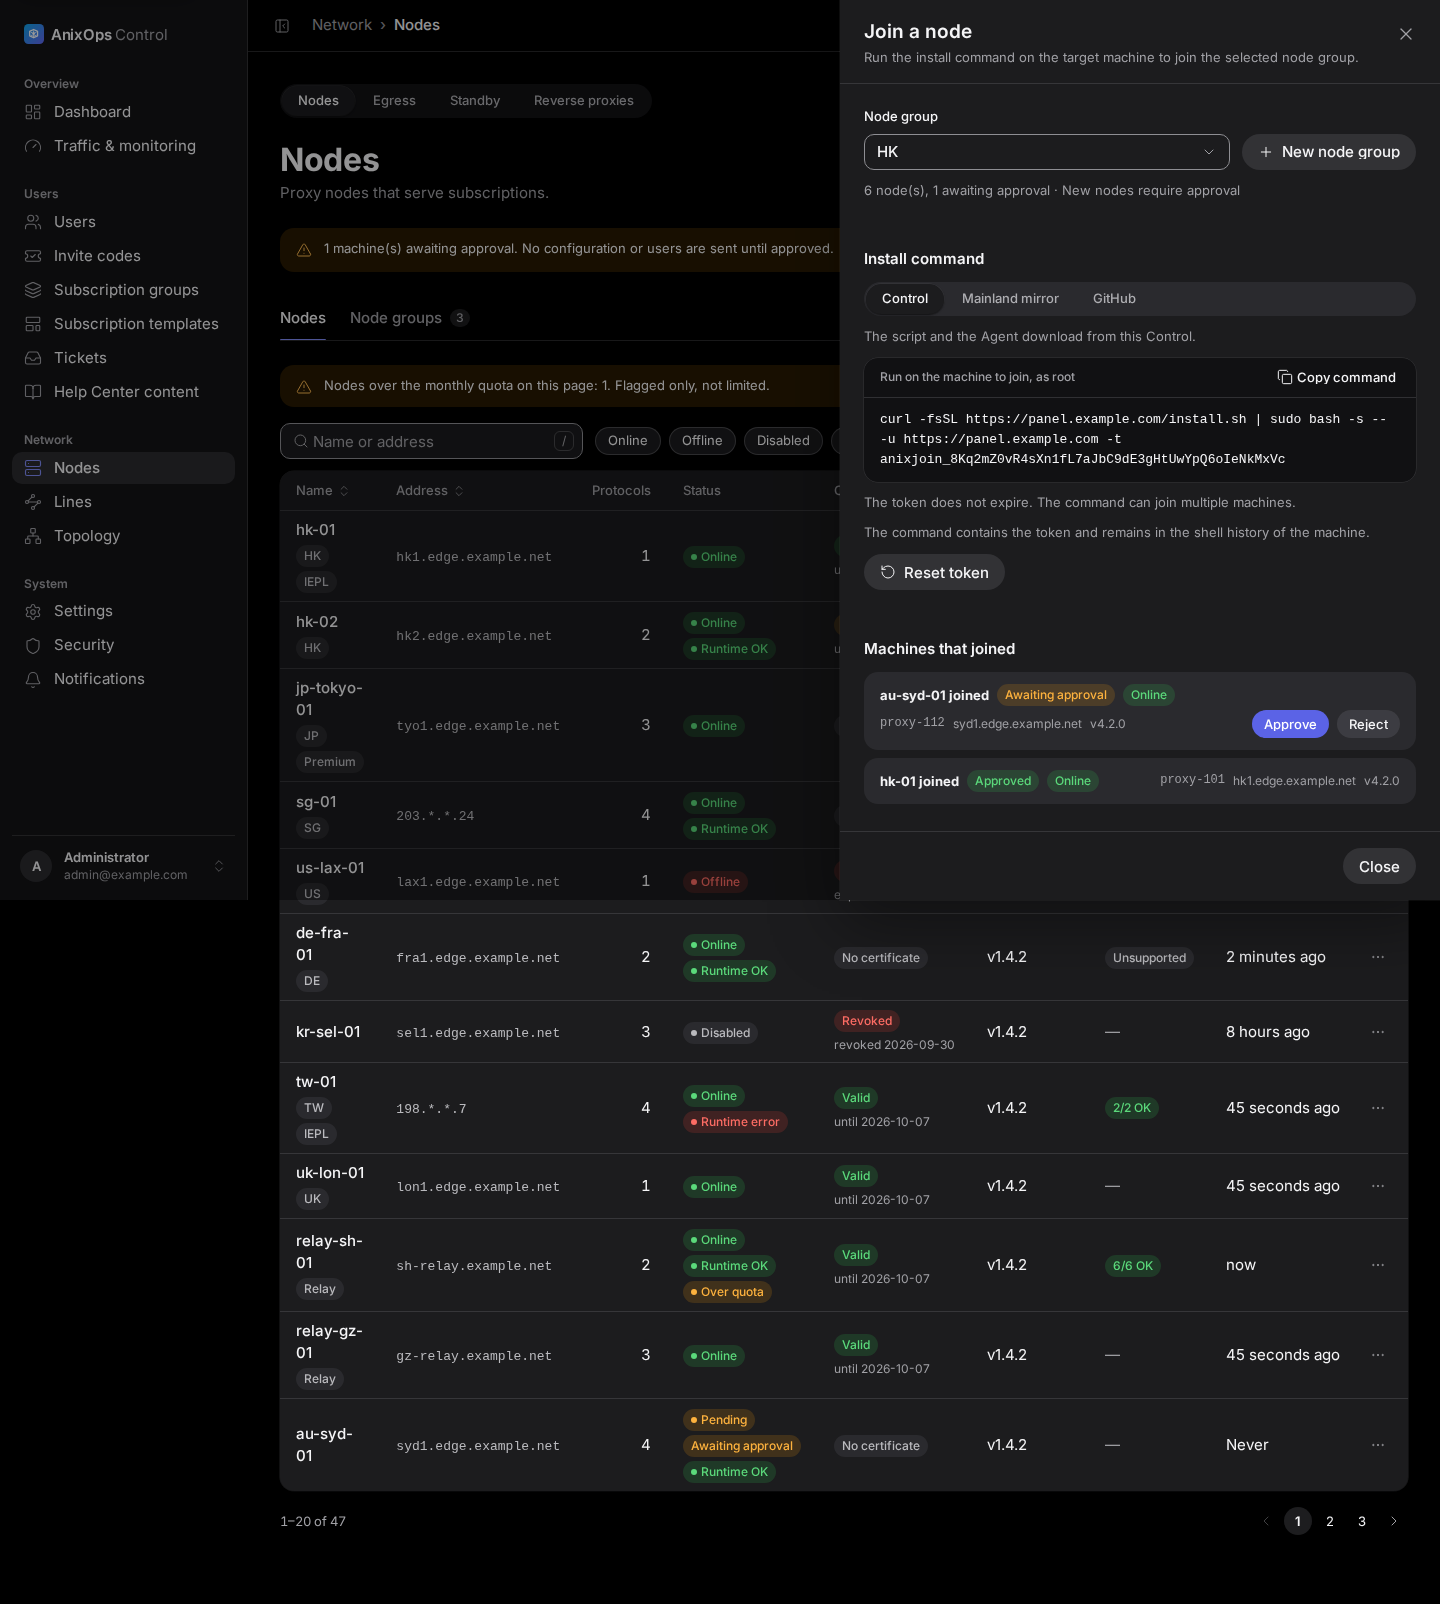 AnixOps Control
Overview
Dashboard
Traffic & monitoring
Users
Users
Invite codes
Subscription groups
Subscription templates
Tickets
Help Center content
Network
Nodes
Lines
Topology
System
Settings
Security
Notifications
A
Administrator
admin@example.com
Network › Nodes
Nodes Egress Standby Reverse proxies
Nodes
Proxy nodes that serve subscriptions.
1 machine(s) awaiting approval. No configuration or users are sent until approved.
Nodes Node groups 3
Nodes over the monthly quota on this page: 1. Flagged only, not limited.
Name or address / Online Offline Disabled
Name Address Protocols Status
hk-01
HK
IEPL
hk1.edge.example.net 1 Online
hk-02
HK
hk2.edge.example.net 2 Online
Runtime OK
jp-tokyo-
01
JP
Premium
tyo1.edge.example.net 3 Online
sg-01
SG
203.*.*.24 4 Online
Runtime OK
us-lax-01
US
lax1.edge.example.net 1 Offline
de-fra-
01
DE
fra1.edge.example.net 2 Online
Runtime OK
No certificate v1.4.2 Unsupported 2 minutes ago ···
kr-sel-01 sel1.edge.example.net 3 Disabled
Revoked
revoked 2026-09-30
v1.4.2 — 8 hours ago ···
tw-01
TW
IEPL
198.*.*.7 4 Online
Runtime error
Valid
until 2026-10-07
v1.4.2 2/2 OK 45 seconds ago ···
uk-lon-01
UK
lon1.edge.example.net 1 Online
Valid
until 2026-10-07
v1.4.2 — 45 seconds ago ···
relay-sh-
01
Relay
sh-relay.example.net 2 Online
Runtime OK
Over quota
Valid
until 2026-10-07
v1.4.2 6/6 OK now ···
relay-gz-
01
Relay
gz-relay.example.net 3 Online
Valid
until 2026-10-07
v1.4.2 — 45 seconds ago ···
au-syd-
01
syd1.edge.example.net 4 Pending
Awaiting approval
Runtime OK
No certificate v1.4.2 — Never ···
1–20 of 47
1 2 3
Join a node
Run the install command on the target machine to join the selected node group.
Node group
HK
New node group
6 node(s), 1 awaiting approval · New nodes require approval
Install command
Control Mainland mirror GitHub
The script and the Agent download from this Control.
Run on the machine to join, as root Copy command
curl -fsSL https://panel.example.com/install.sh | sudo bash -s --
-u https://panel.example.com -t
anixjoin_8Kq2mZ0vR4sXn1fL7aJbC9dE3gHtUwYpQ6oIeNkMxVc
The token does not expire. The command can join multiple machines.
The command contains the token and remains in the shell history of the machine.
Reset token
Machines that joined
au-syd-01 joined Awaiting approval Online
proxy-112 syd1.edge.example.net v4.2.0 Approve Reject
hk-01 joined Approved Online proxy-101 hk1.edge.example.net v4.2.0
Close